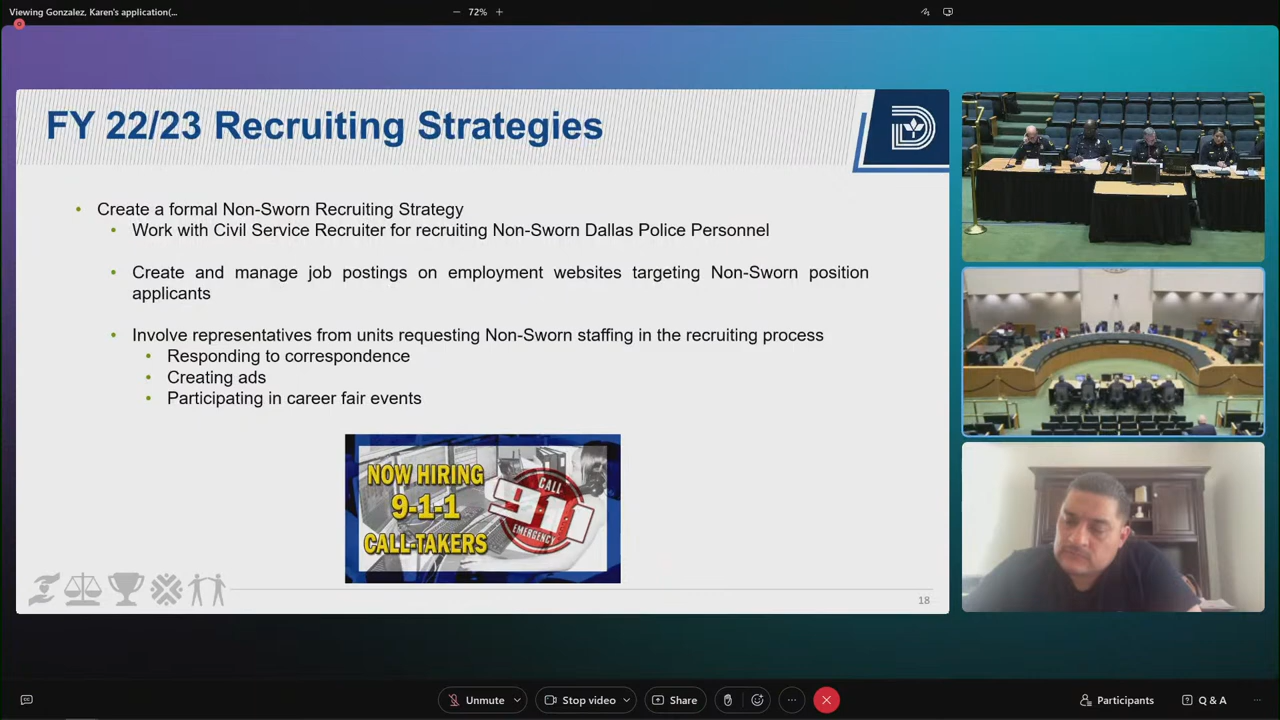 Viewing Gonzalez, Karen's application(...
72%
FY 22/23 Recruiting Strategies
D
• Create a formal Non-Sworn Recruiting Strategy
• Work with Civil Service Recruiter for recruiting Non-Sworn Dallas Police Personnel
• Create and manage job postings on employment websites targeting Non-Sworn position
applicants
• Involve representatives from units requesting Non-Sworn staffing in the recruiting process
• Responding to correspondence
• Creating ads
• Participating in career fair events
NOW HIRING
9-1-1
CALL-TAKERS
CALL
911
EMERGENCY
18
Unmute
Stop video
Share
Participants
Q & A